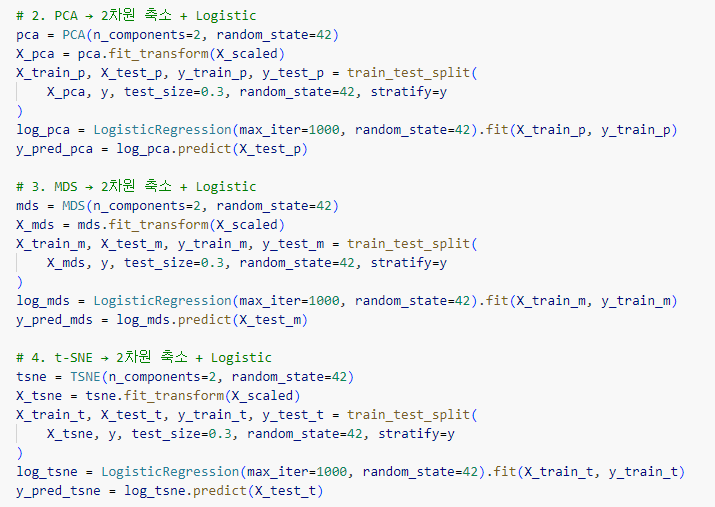 # 2. PCA → 2차원 축소 + Logistic
pca = PCA(n_components=2, random_state=42)
X_pca = pca.fit_transform(X_scaled)
X_train_p, X_test_p, y_train_p, y_test_p = train_test_split(
    X_pca, y, test_size=0.3, random_state=42, stratify=y
)
log_pca = LogisticRegression(max_iter=1000, random_state=42).fit(X_train_p, y_train_p)
y_pred_pca = log_pca.predict(X_test_p)

# 3. MDS → 2차원 축소 + Logistic
mds = MDS(n_components=2, random_state=42)
X_mds = mds.fit_transform(X_scaled)
X_train_m, X_test_m, y_train_m, y_test_m = train_test_split(
    X_mds, y, test_size=0.3, random_state=42, stratify=y
)
log_mds = LogisticRegression(max_iter=1000, random_state=42).fit(X_train_m, y_train_m)
y_pred_mds = log_mds.predict(X_test_m)

# 4. t-SNE → 2차원 축소 + Logistic
tsne = TSNE(n_components=2, random_state=42)
X_tsne = tsne.fit_transform(X_scaled)
X_train_t, X_test_t, y_train_t, y_test_t = train_test_split(
    X_tsne, y, test_size=0.3, random_state=42, stratify=y
)
log_tsne = LogisticRegression(max_iter=1000, random_state=42).fit(X_train_t, y_train_t)
y_pred_tsne = log_tsne.predict(X_test_t)